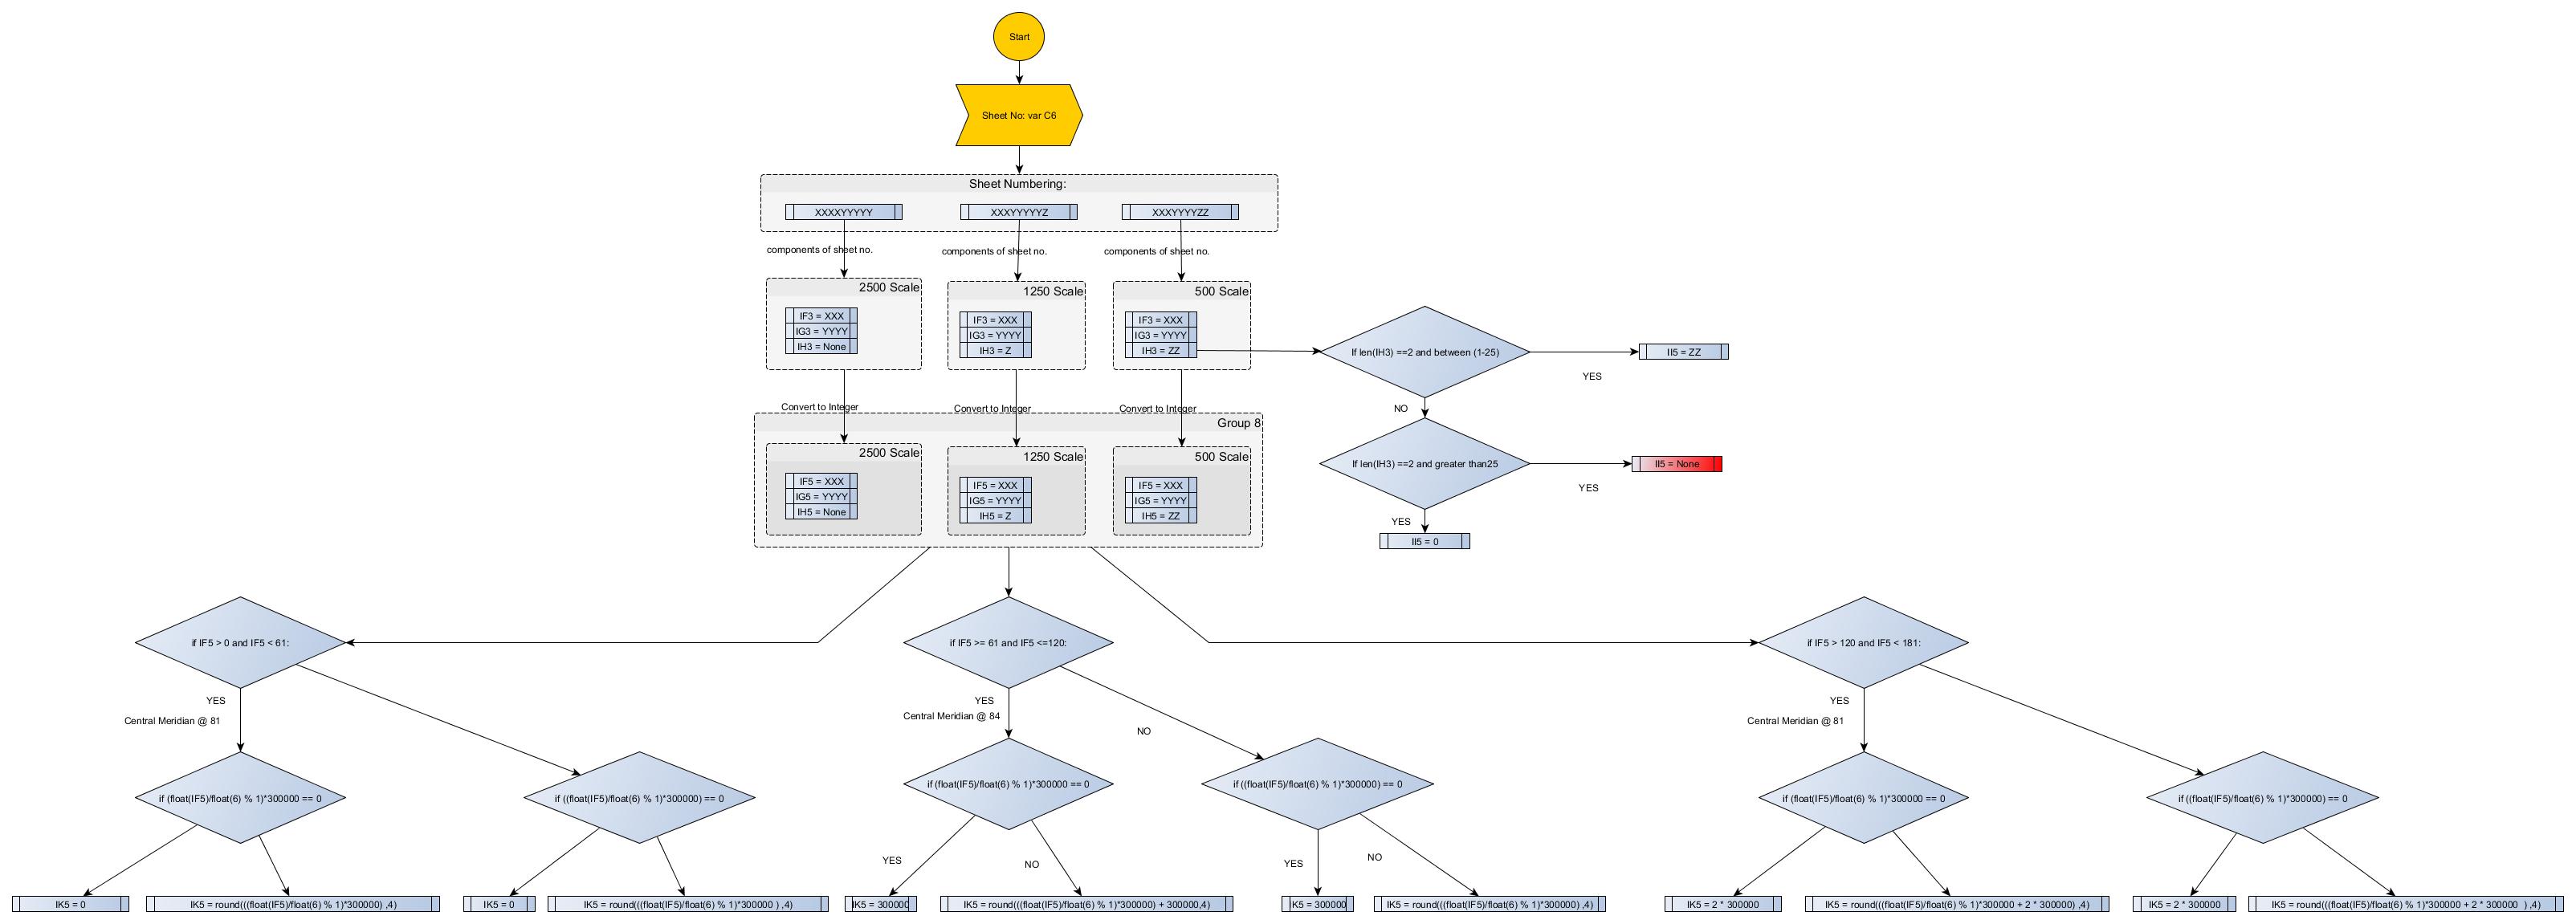 Start
Sheet No: var C6
Sheet Numbering:
XXXXYYYYY
XXXYYYYYZ
XXXYYYYZZ
components of sheet no.
components of sheet no.
components of sheet no.
2500 Scale
IF3 = XXX
IG3 = YYYY
IH3 = None
1250 Scale
IF3 = XXX
IG3 = YYYY
IH3 = Z
500 Scale
IF3 = XXX
IG3 = YYYY
IH3 = ZZ
If len(IH3) ==2 and between (1-25)
YES
II5 = ZZ
NO
If len(IH3) ==2 and greater than25
YES
II5 = None
YES
II5 = 0
Convert to Integer
Convert to Integer
Convert to Integer
Group 8
2500 Scale
IF5 = XXX
IG5 = YYYY
IH5 = None
1250 Scale
IF5 = XXX
IG5 = YYYY
IH5 = Z
500 Scale
IF5 = XXX
IG5 = YYYY
IH5 = ZZ
if IF5 > 0 and IF5 < 61:
if IF5 >= 61 and IF5 <=120:
if IF5 > 120 and IF5 < 181:
YES
Central Meridian @ 81
YES
Central Meridian @ 84
NO
YES
Central Meridian @ 81
if (float(IF5)/float(6) % 1)*300000 == 0
if ((float(IF5)/float(6) % 1)*300000) == 0
if (float(IF5)/float(6) % 1)*300000 == 0
if ((float(IF5)/float(6) % 1)*300000) == 0
if (float(IF5)/float(6) % 1)*300000 == 0
if ((float(IF5)/float(6) % 1)*300000) == 0
YES
NO
YES
NO
IK5 = 0
IK5 = round(((float(IF5)/float(6) % 1)*300000) ,4)
IK5 = 0
IK5 = round(((float(IF5)/float(6) % 1)*300000 ) ,4)
IK5 = 300000
IK5 = round(((float(IF5)/float(6) % 1)*300000) + 300000,4)
IK5 = 300000
IK5 = round(((float(IF5)/float(6) % 1)*300000) ,4)
IK5 = 2 * 300000
IK5 = round(((float(IF5)/float(6) % 1)*300000 + 2 * 300000) ,4)
IK5 = 2 * 300000
IK5 = round(((float(IF5)/float(6) % 1)*300000 + 2 * 300000 ) ,4)